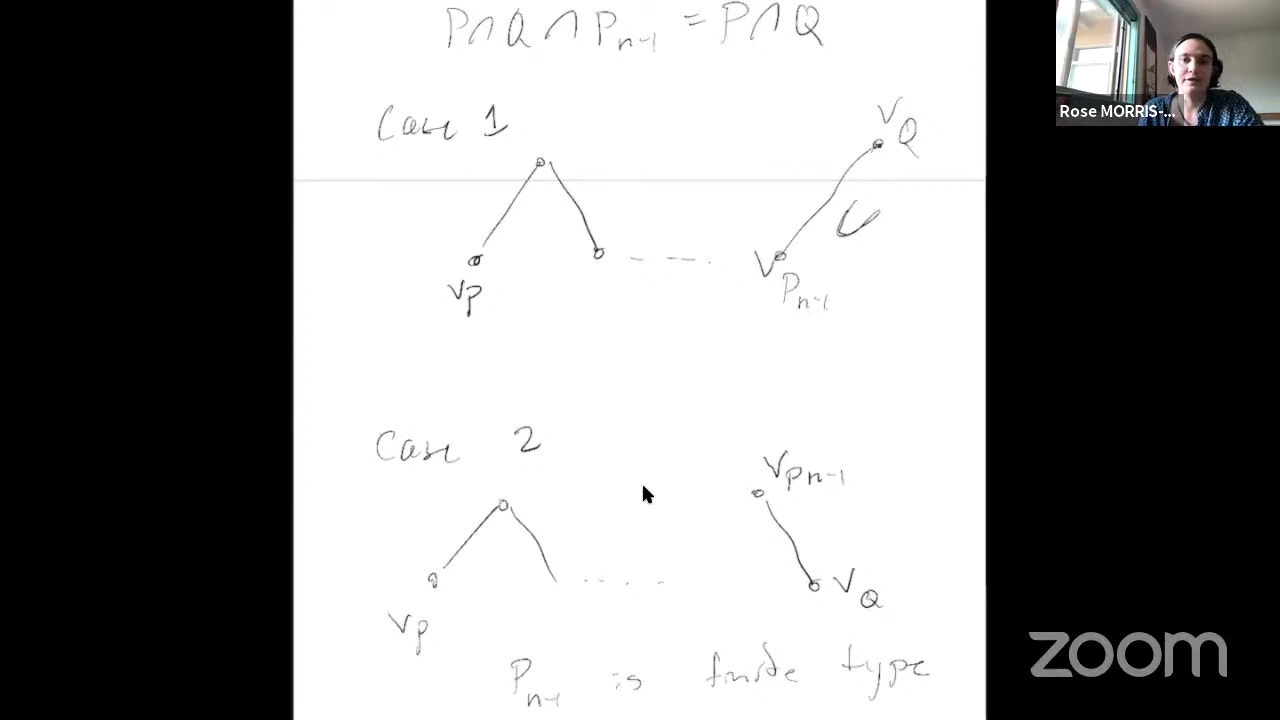 P∩Q∩Pn-1 = P∩Q
Rose MORRIS-...
Case 1
vQ
vp
VPn-1
Case 2
VPn-1
vQ
vp
Pn-1 is finite type
zoom